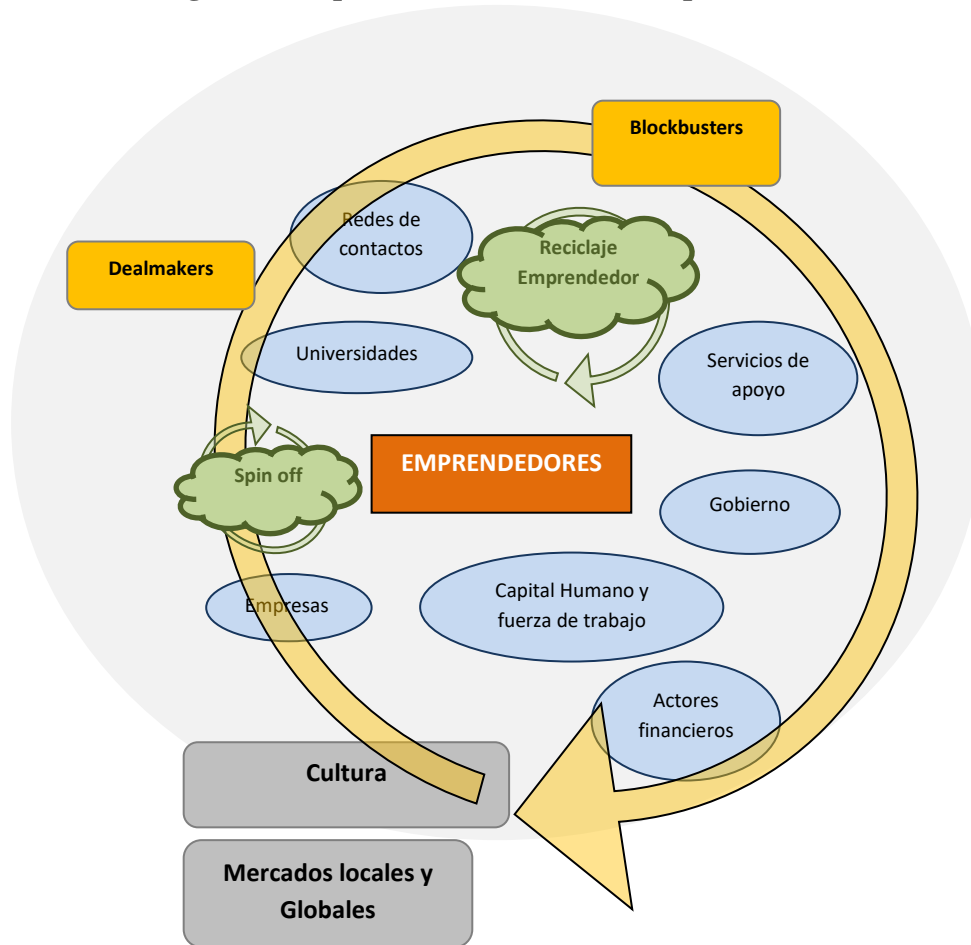 Blockbusters
Redes de
contactos
Reciclaje
Emprendedor
Dealmakers
Universidades
Servicios de
apoyo
EMPRENDEDORES
Spin off
Gobierno
Capital Humano y
fuerza de trabajo
Empresas
Actores
financieros
Cultura
Mercados locales y
Globales